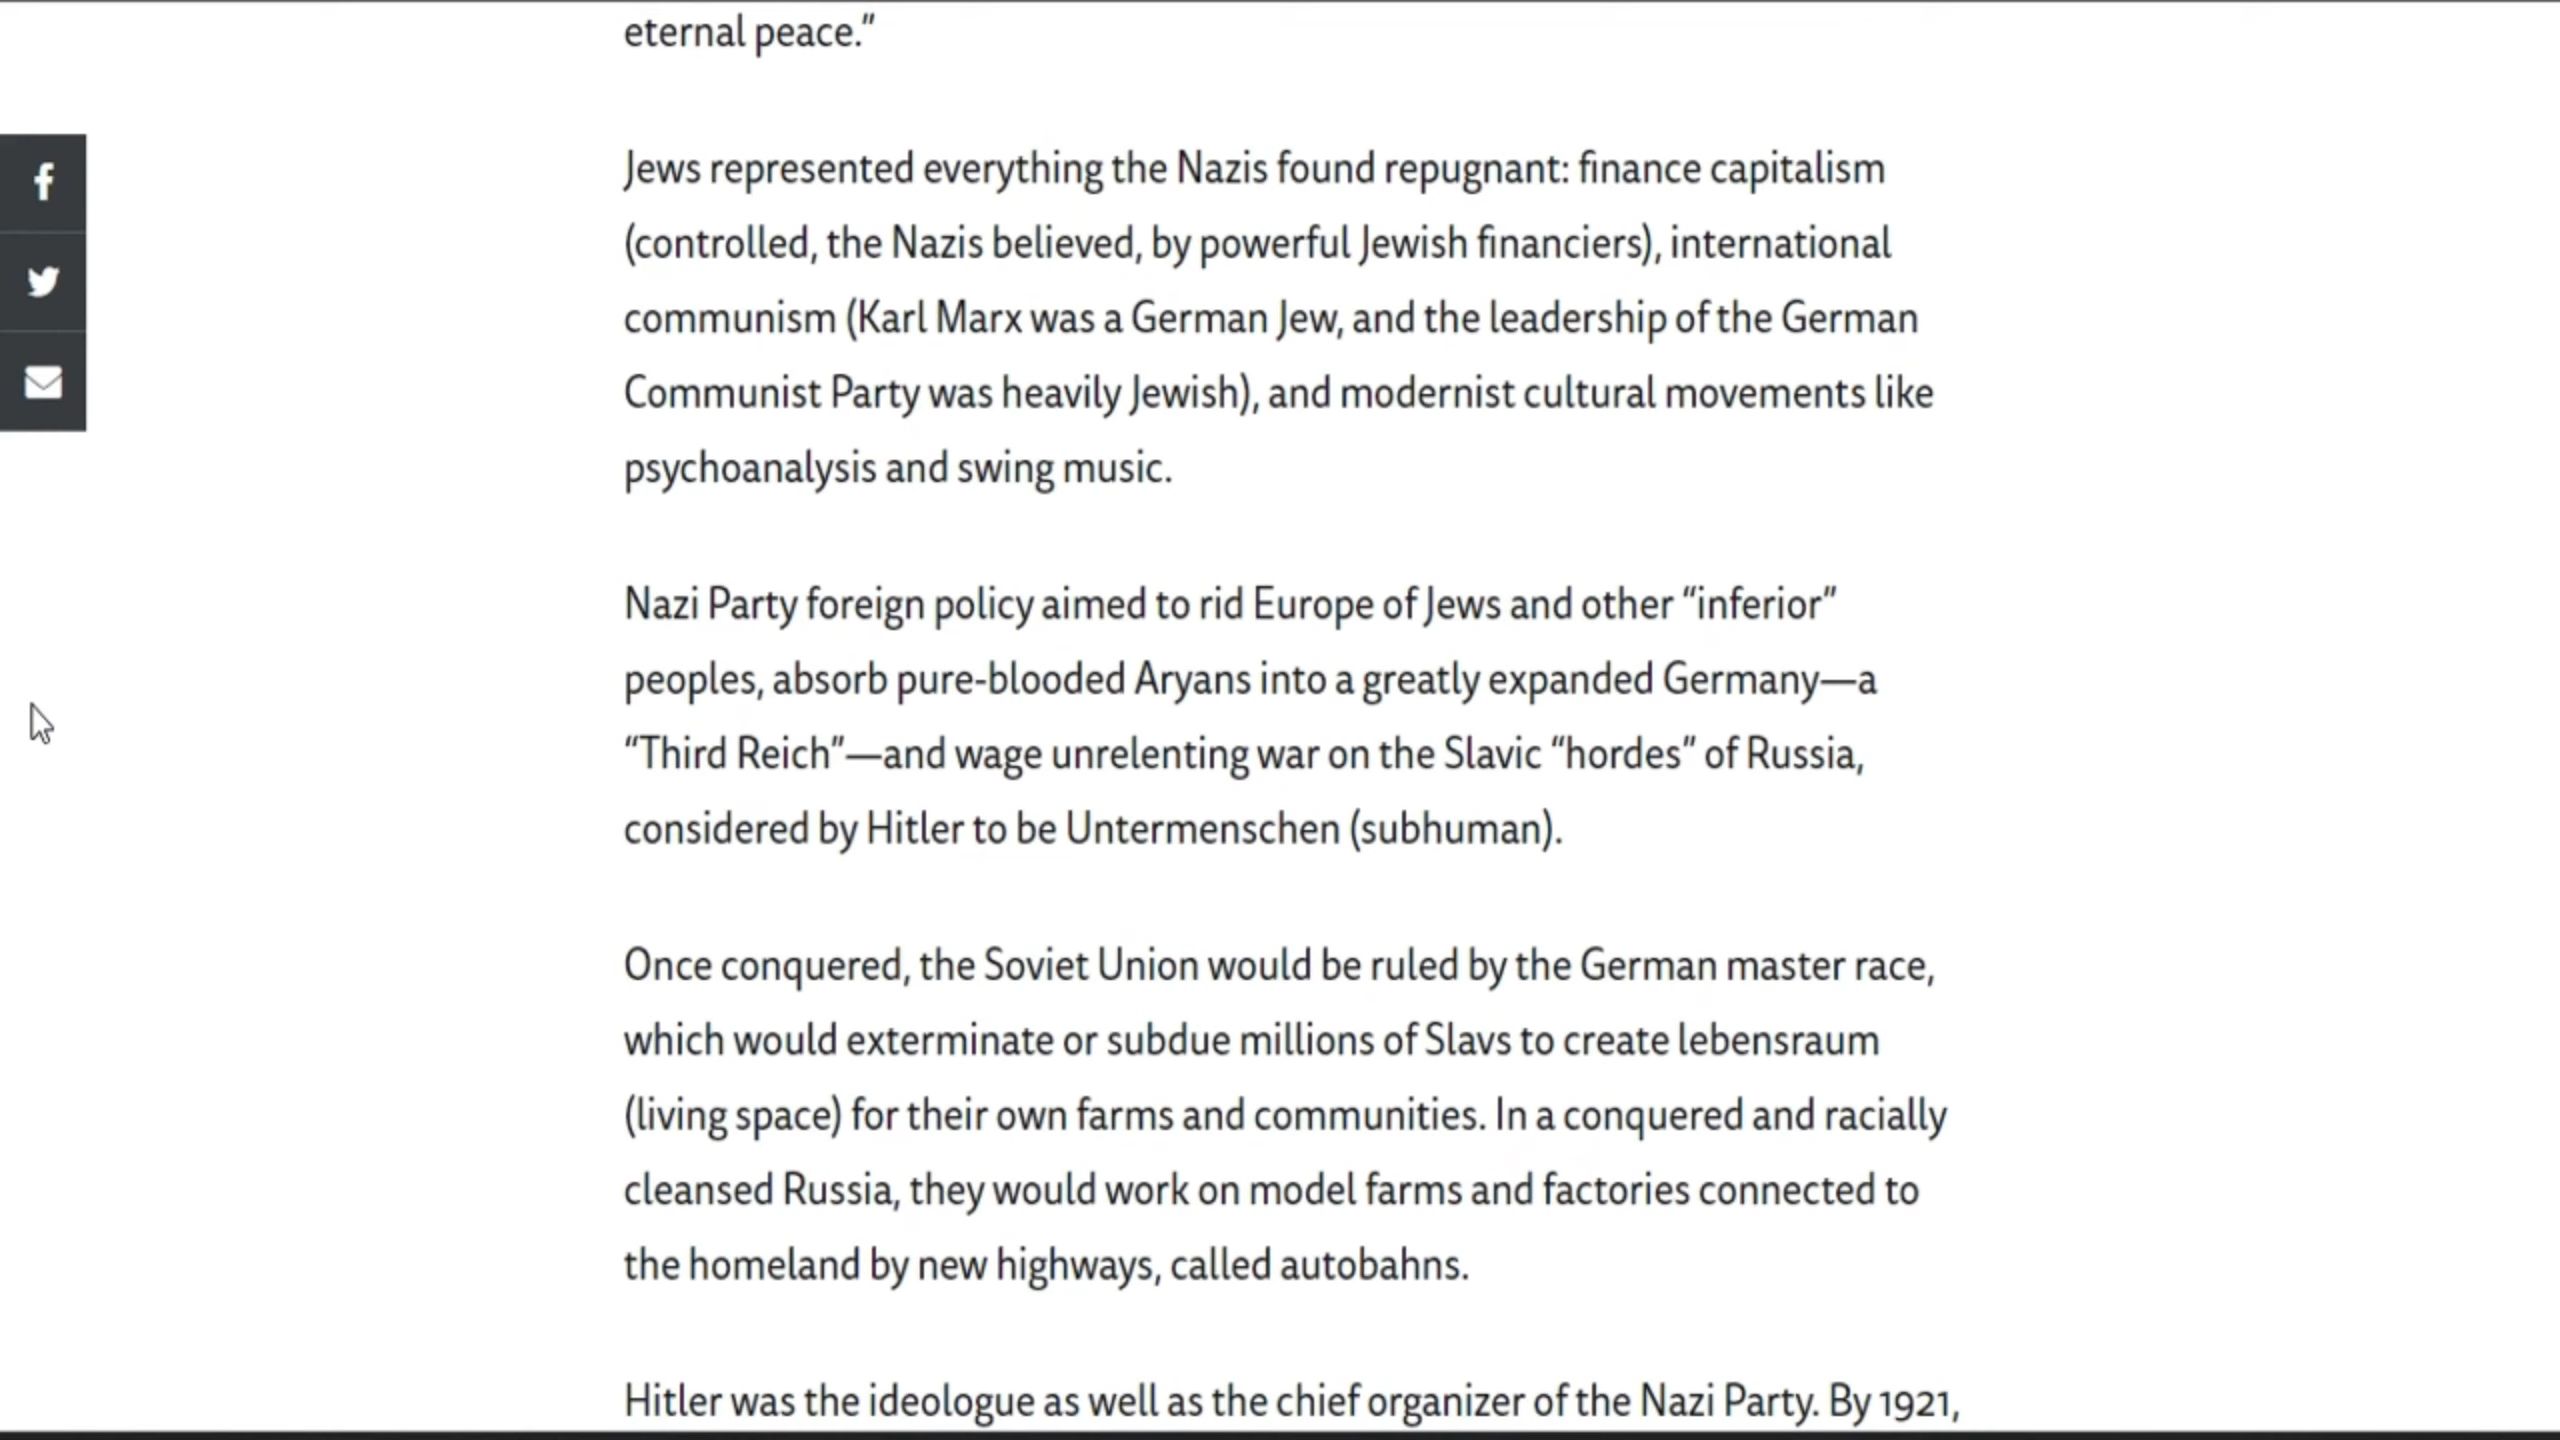 eternal peace.”
Jews represented everything the Nazis found repugnant: finance capitalism
(controlled, the Nazis believed, by powerful Jewish financiers), international
communism (Karl Marx was a German Jew, and the leadership of the German
Communist Party was heavily Jewish), and modernist cultural movements like
psychoanalysis and swing music.
Nazi Party foreign policy aimed to rid Europe of Jews and other “inferior”
peoples, absorb pure-blooded Aryans into a greatly expanded Germany—a
“Third Reich”—and wage unrelenting war on the Slavic “hordes” of Russia,
considered by Hitler to be Untermenschen (subhuman).
Once conquered, the Soviet Union would be ruled by the German master race,
which would exterminate or subdue millions of Slavs to create lebensraum
(living space) for their own farms and communities. In a conquered and racially
cleansed Russia, they would work on model farms and factories connected to
the homeland by new highways, called autobahns.
Hitler was the ideologue as well as the chief organizer of the Nazi Party. By 1921,